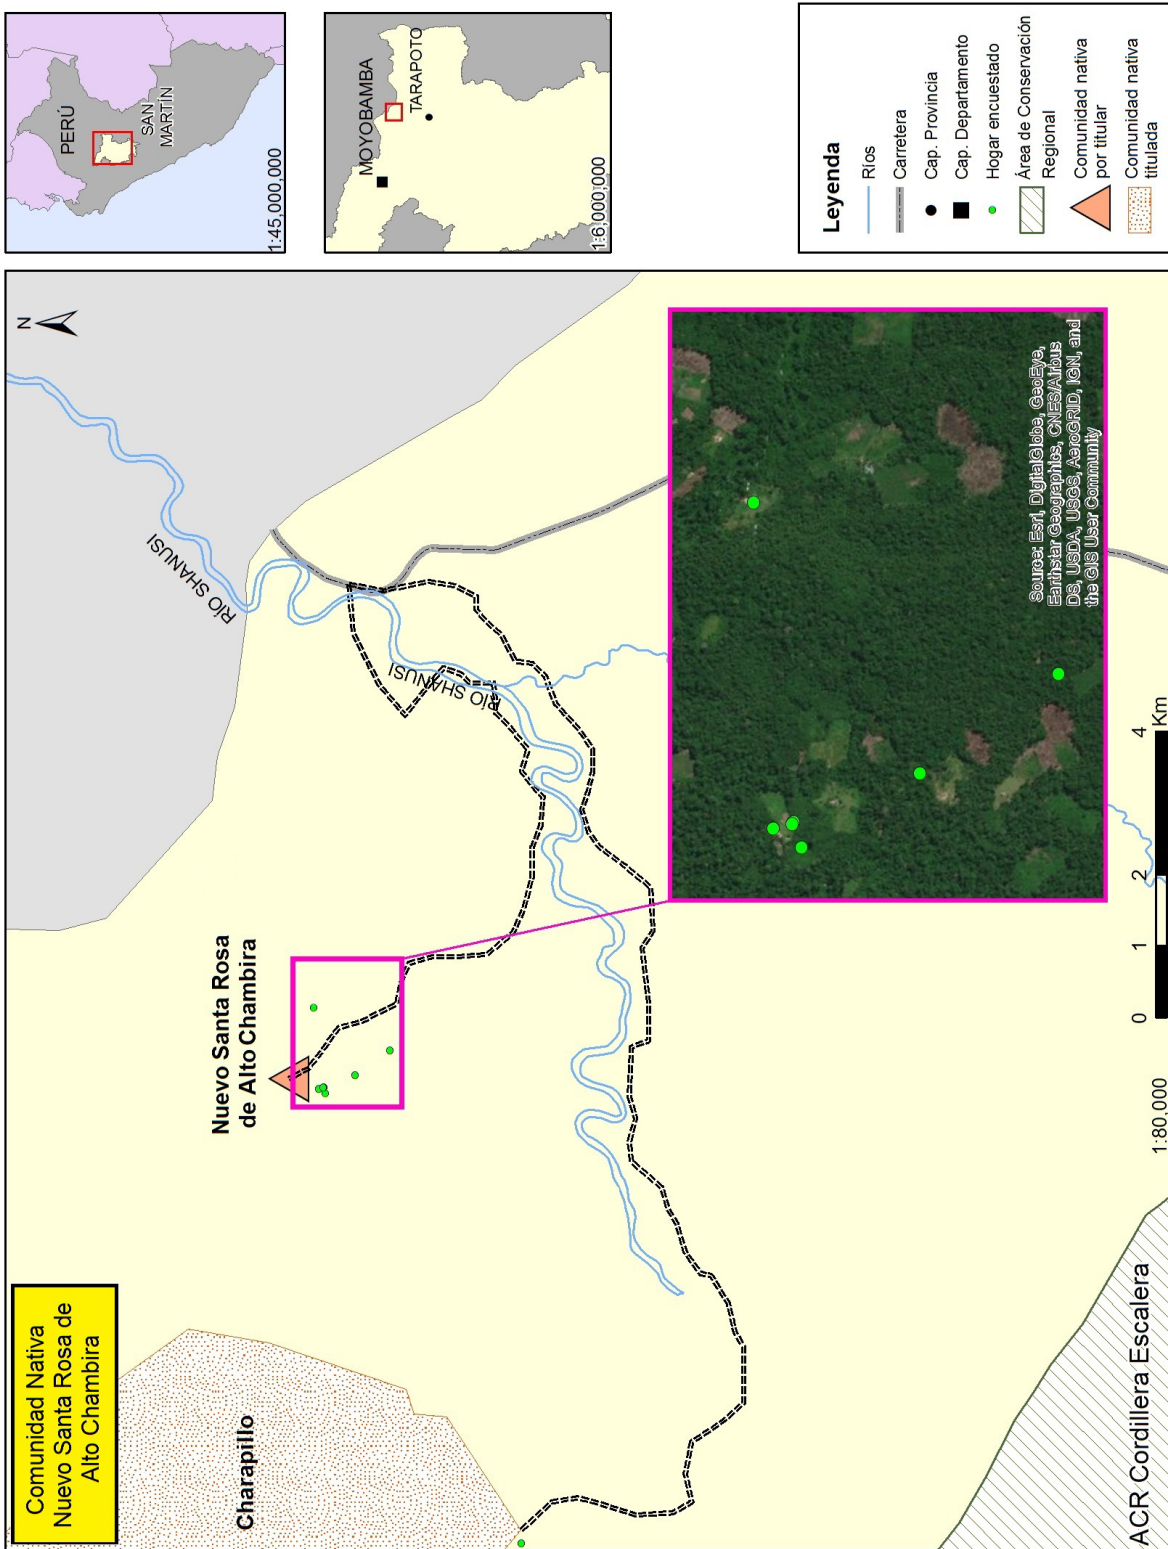 Comunidad Nativa
Nuevo Santa Rosa de
Alto Chambira
Charapillo
Nuevo Santa Rosa
de Alto Chambira
RÍO SHANUSI
RÍO SHANUSI
N
ACR Cordillera Escalera
1:80,000
0
1
2
4
Km
Source: Esri, DigitalGlobe, GeoEye,
Earthstar Geographics, CNES/Airbus
DS, USDA, USGS, AeroGRID, IGN, and
the GIS User Community
PERÚ
SAN
MARTÍN
1:45,000,000
MOYOBAMBA
TARAPOTO
1:6,000,000
Leyenda
Ríos
Carretera
Cap. Provincia
Cap. Departamento
Hogar encuestado
Área de Conservación
Regional
Comunidad nativa
por titular
Comunidad nativa
titulada